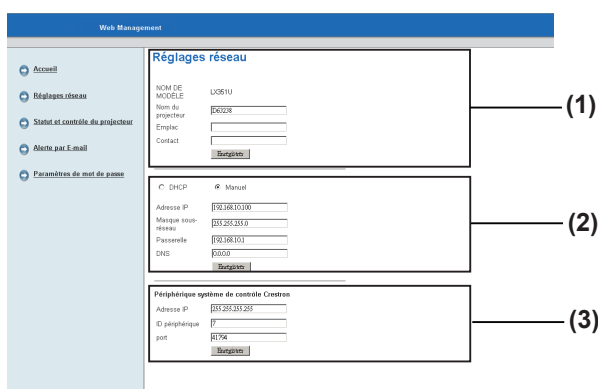 Web Management
Accueil
Réglages réseau
Statut et contrôle du projecteur
Alerte par E-mail
Paramètres de mot de passe
Réglages réseau
NOM DE MODÈLE LX351U
Nom du projecteur D63238
Emplac
Contact
Enregistrer
(1)
DHCP Manuel
Adresse IP 192.168.10.100
Masque sous-réseau 255.255.255.0
Passerelle 192.168.10.1
DNS 0.0.0.0
Enregistrer
(2)
Périphérique système de contrôle Crestron
Adresse IP 255.255.255.255
ID périphérique 7
port 41794
Enregistrer
(3)